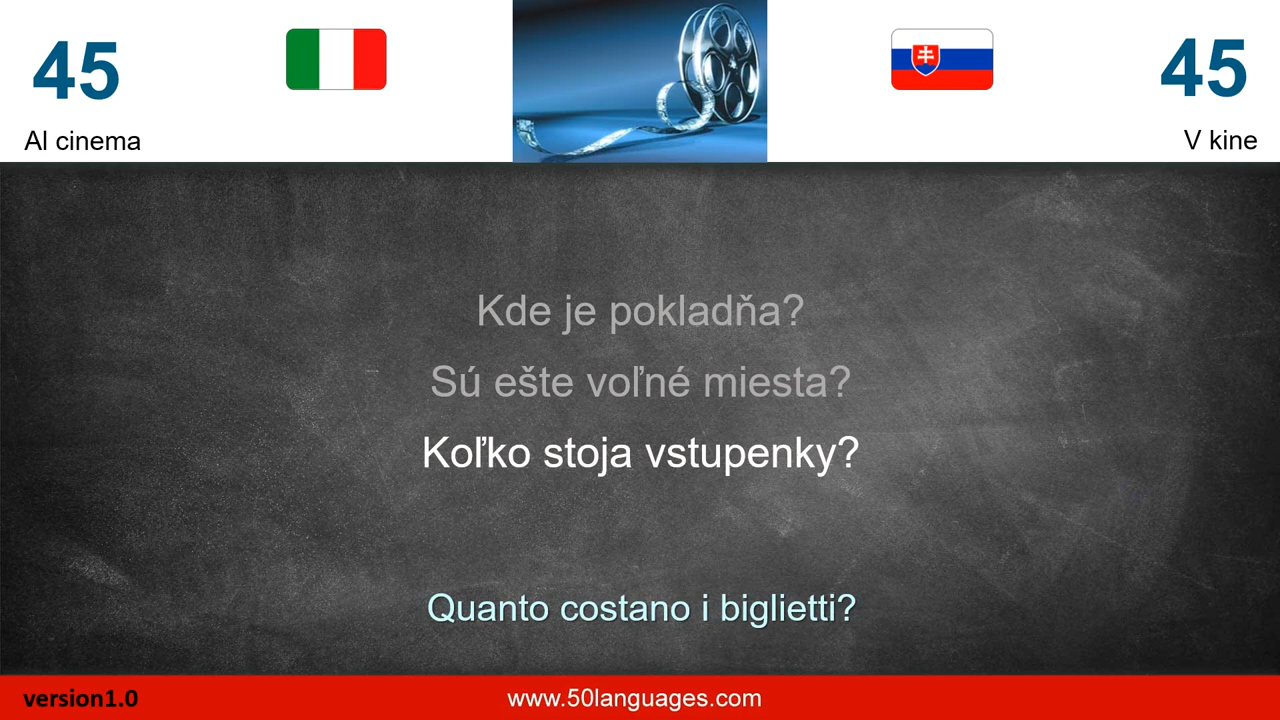 45
45
Al cinema
V kine
Kde je pokladňa?
Sú ešte voľné miesta?
Koľko stoja vstupenky?
Quanto costano i biglietti?
version1.0
www.50languages.com